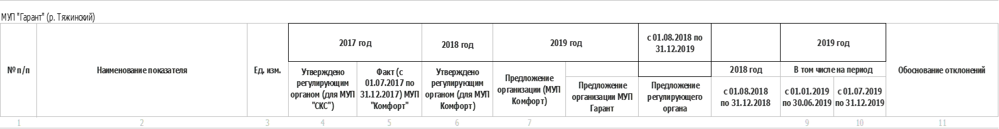 МУП "Гарант" (р. Тяжинский)
№ п/п
Наименование показателя
Ед. изм.
2017 год
2018 год
2019 год
с 01.08.2018 по
31.12.2019
2019 год
Обоснование отклонений
Утверждено
регулирующим
органом (для МУП
"СКС")
Факт (с
01.07.2017 по
31.12.2017) МУП
"Комфорт"
Утверждено
регулирующим
органом (для МУП
Комфорт)
Предложение
организации (МУП
Комфорт)
Предложение
организации МУП
Гарант
Предложение
регулирующего
органа
2018 год
с 01.08.2018
по 31.12.2018
В том числе на период
с 01.01.2019
по 30.06.2019
с 01.07.2019
по 31.12.2019
1 2 3 4 5 6 7 9 10 11